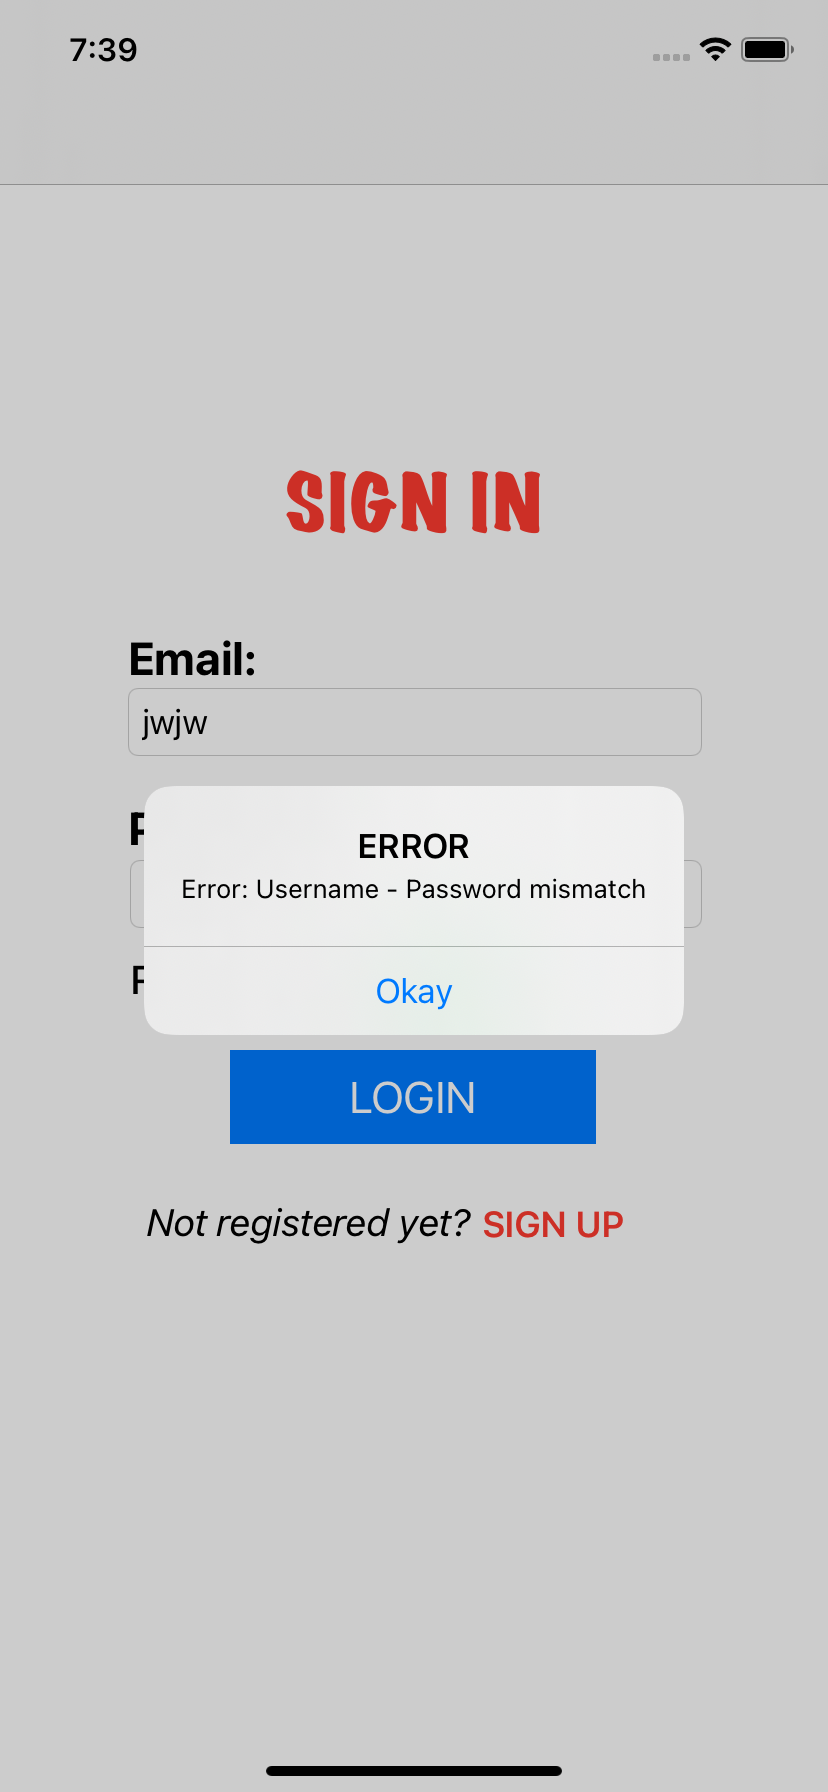 7:39
SIGN IN
Email:
jwjw
ERROR
Error: Username - Password mismatch
Okay
LOGIN
Not registered yet? SIGN UP